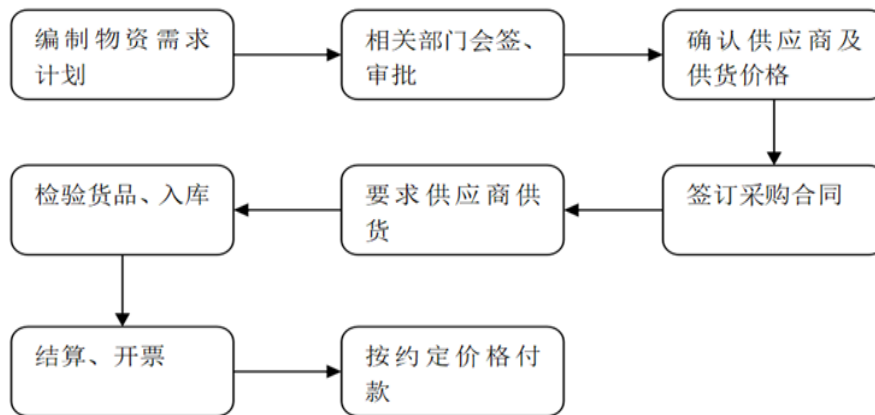 编制物资需求
计划
相关部门会签、
审批
确认供应商及
供货价格
签订采购合同
要求供应商供
货
检验货品、入库
结算、开票
按约定价格付
款